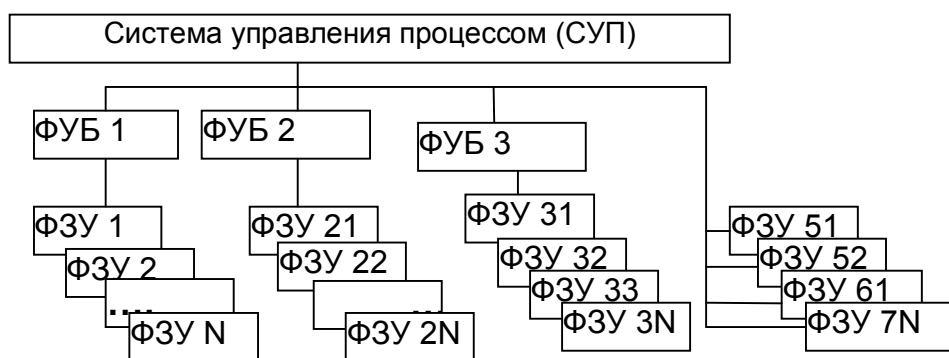 Система управления процессом (СУП)
ФУБ 1
ФУБ 2
ФУБ 3
ФЗУ 1
ФЗУ 2
....
ФЗУ N
ФЗУ 21
ФЗУ 22
...
ФЗУ 2N
ФЗУ 31
ФЗУ 32
ФЗУ 33
ФЗУ 3N
ФЗУ 51
ФЗУ 52
ФЗУ 61
ФЗУ 7N